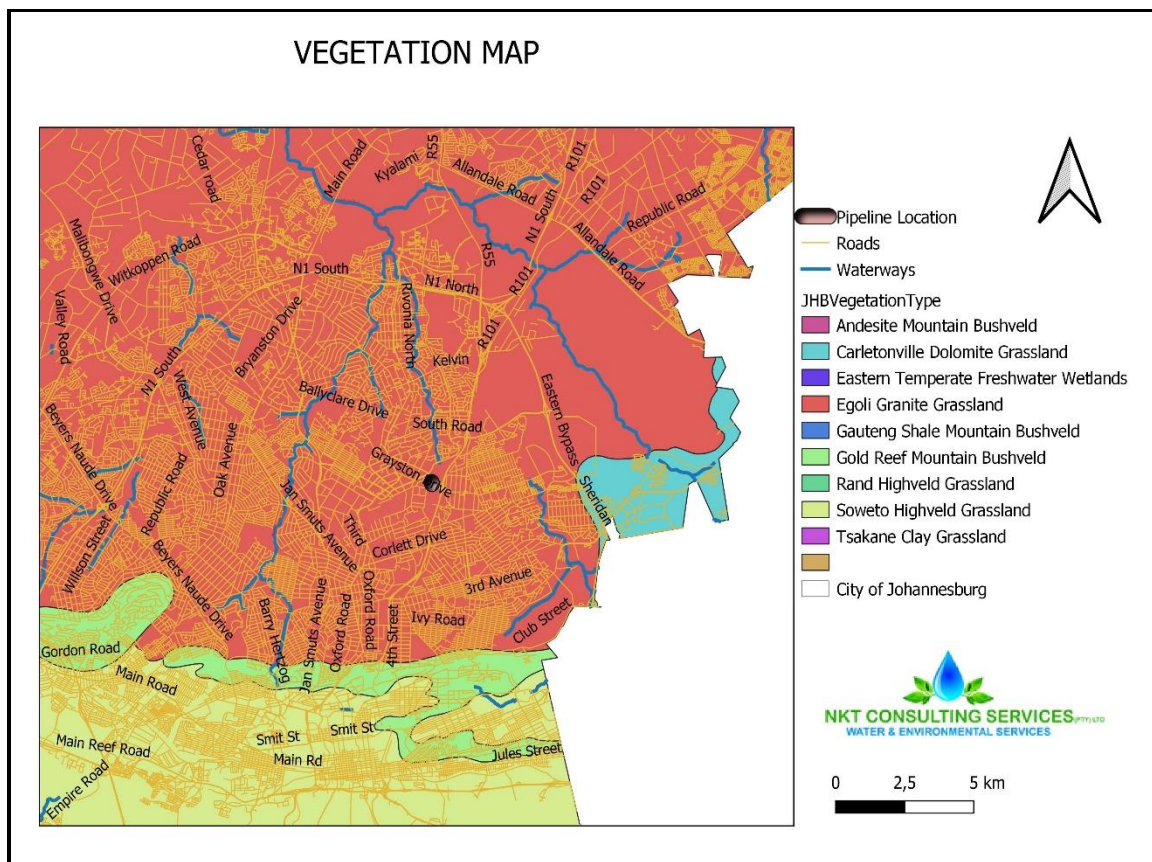 VEGETATION MAP
Cedar road
Main Road
Kyalami
R55
Allandale Road
R101
R101
N1 South
Republic Road
Malibongwe Drive
Witkoppen Road
N1 South
R55
Allandale Road
N1 North
R101
Valley Road
N1 South
Bryanston Drive
Rivonia North
R101
Kelvin
West Avenue
Ballyclare Drive
South Road
Eastern Bypass
Beyers Naude Drive
Republic Road
Oak Avenue
Grayston Drive
Sheridan
Jan Smuts Avenue
Third
Corlett Drive
Willson Street
Beyers Naude Drive
Barry Hertzog
Jan Smuts Avenue
Oxford Road
Oxford Road
4th Street
3rd Avenue
Ivy Road
Club Street
Gordon Road
Main Road
Smit St
Smit St
Main Reef Road
Main Rd
Jules Street
Empire Road
Pipeline Location
Roads
Waterways
JHBVegetationType
Andesite Mountain Bushveld
Carletonville Dolomite Grassland
Eastern Temperate Freshwater Wetlands
Egoli Granite Grassland
Gauteng Shale Mountain Bushveld
Gold Reef Mountain Bushveld
Rand Highveld Grassland
Soweto Highveld Grassland
Tsakane Clay Grassland
City of Johannesburg
NKT CONSULTING SERVICES (PTY) LTD
WATER & ENVIRONMENTAL SERVICES
0 2,5 5 km